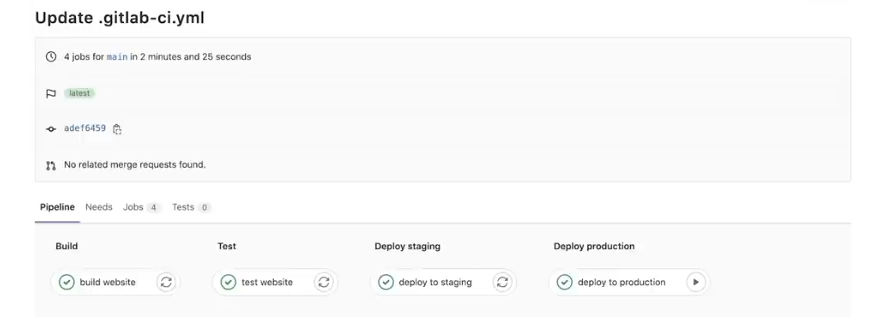 Update .gitlab-ci.yml
4 jobs for main in 2 minutes and 25 seconds
latest
adef6459
No related merge requests found.
Pipeline Needs Jobs 4 Tests 0
Build Test Deploy staging Deploy production
build website test website deploy to staging deploy to production